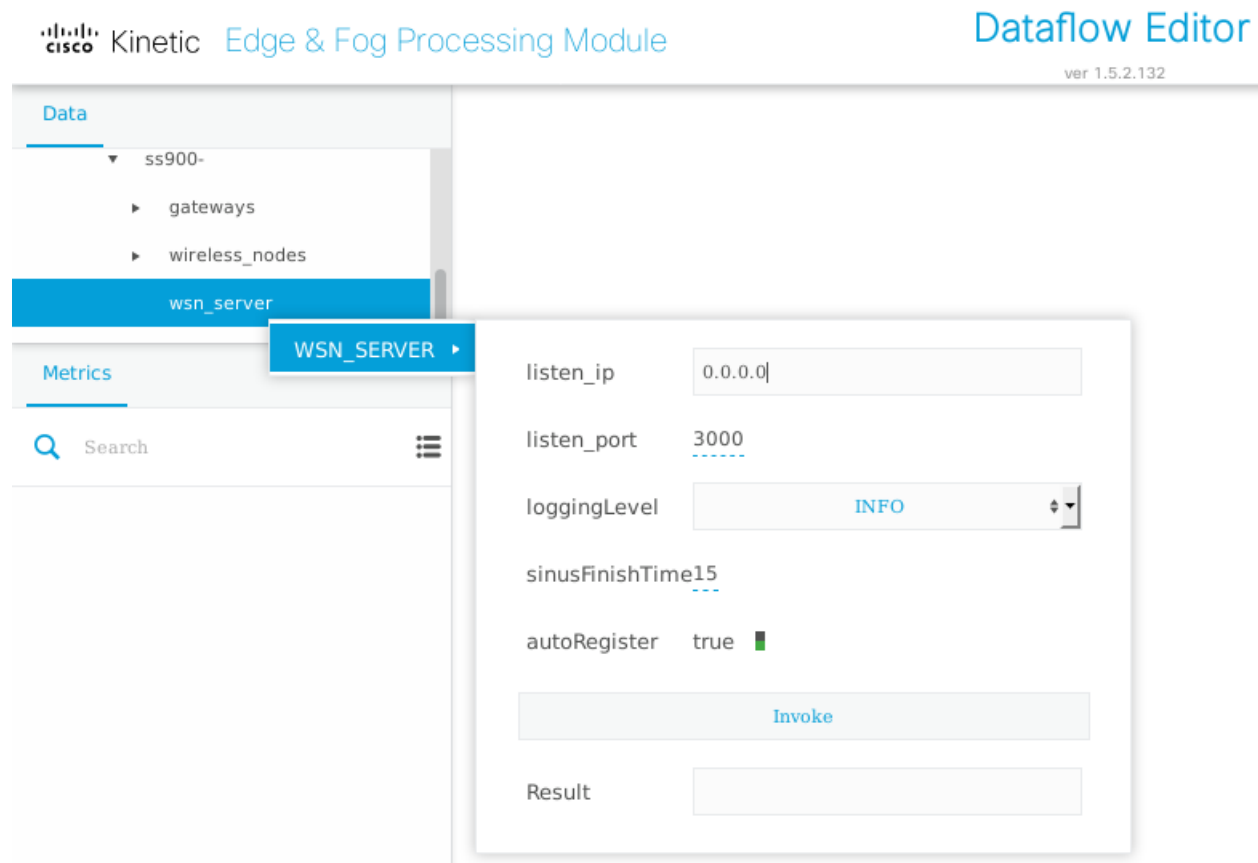 cisco Kinetic Edge & Fog Processing Module
Dataflow Editor
ver 1.5.2.132
Data
ss900-
gateways
wireless_nodes
wsn_server
WSN_SERVER
Metrics
Search
listen_ip 0.0.0.0
listen_port 3000
loggingLevel INFO
sinusFinishTime 15
autoRegister true
Invoke
Result